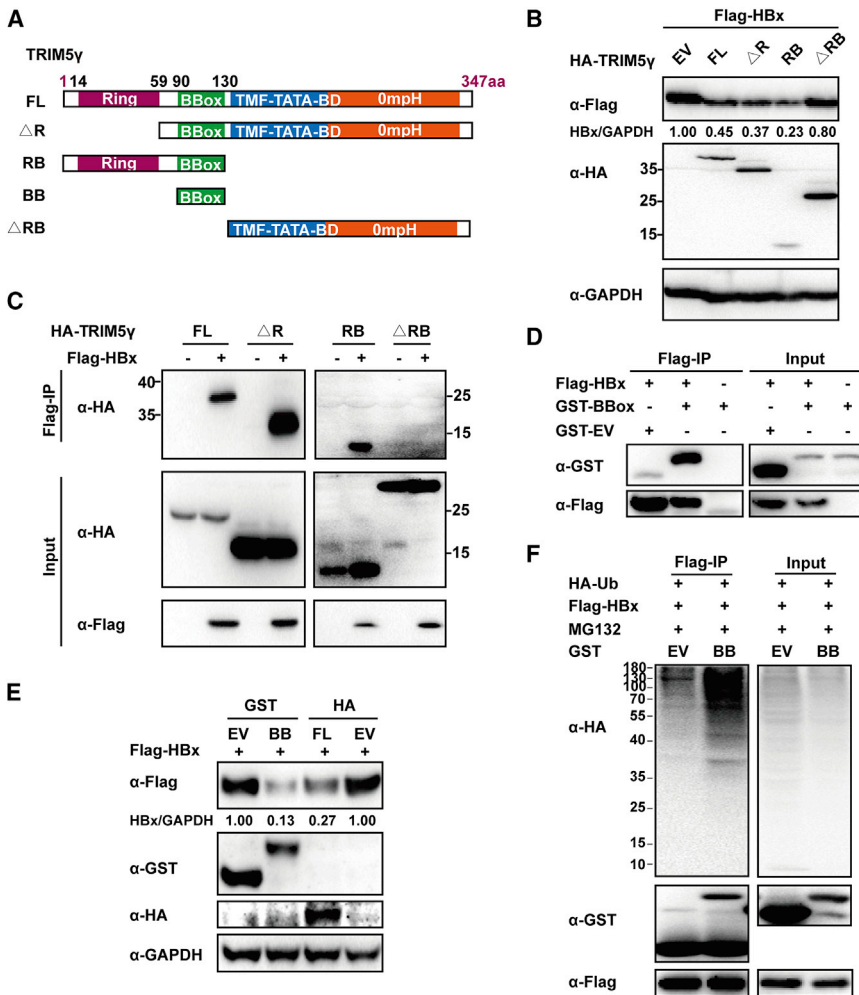 A
TRIM5γ
1 14 59 90 130 347aa
FL Ring BBox TMF-TATA-BD 0mpH
△R BBox TMF-TATA-BD 0mpH
RB Ring BBox
BB BBox
△RB TMF-TATA-BD 0mpH
B
Flag-HBx
HA-TRIM5γ EV FL △R RB △RB
α-Flag
HBx/GAPDH 1.00 0.45 0.37 0.23 0.80
α-HA
35
25
15
α-GAPDH
C
HA-TRIM5γ FL △R RB △RB
Flag-HBx - + - + - + - +
Flag-IP
α-HA
40
35
25
15
Input
α-HA
25
15
α-Flag
D
Flag-IP Input
Flag-HBx + + - + + -
GST-BBox - + + - + +
GST-EV + - - + - -
α-GST
α-Flag
E
GST HA
EV BB FL EV
Flag-HBx + + + +
α-Flag
HBx/GAPDH 1.00 0.13 0.27 1.00
α-GST
α-HA
α-GAPDH
F
Flag-IP Input
HA-Ub + + + +
Flag-HBx + + + +
MG132 + + + +
GST EV BB EV BB
α-HA
180
130
100
70
55
40
35
25
15
10
α-GST
α-Flag